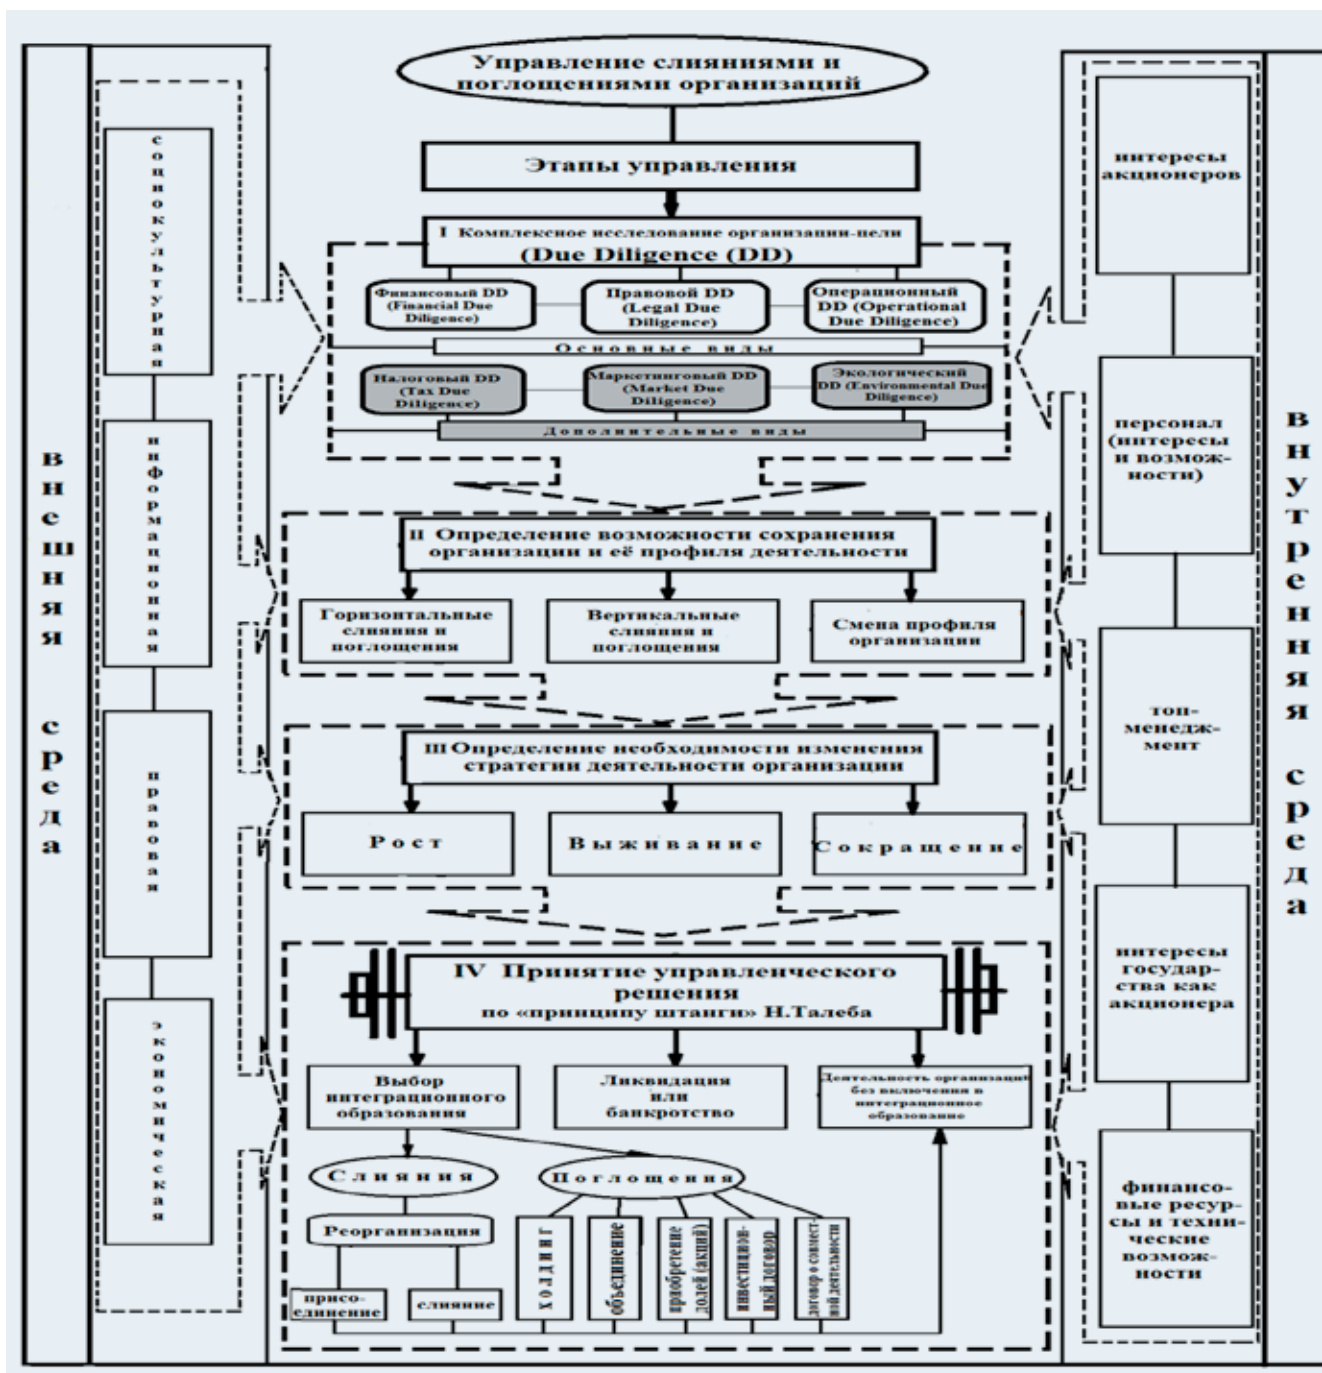 Управление слияниями и
поглощениями организаций
Этапы управления
I Комплексное исследование организации-цели
(Due Diligence (DD)
Финансовый DD
(Financial Due
Diligence)
Правовой DD
(Legal Due
Diligence)
Операционный
DD (Operational
Due Diligence)
Основные виды
Налоговый DD
(Tax Due
Diligence)
Маркетинговый DD
(Market Due
Diligence)
Экологический
DD (Environmental Due
Diligence)
Дополнительные виды
II Определение возможности сохранения
организации и её профиля деятельности
Горизонтальные
слияния и
поглощения
Вертикальные
слияния и
поглощения
Смена профиля
организации
III Определение необходимости изменения
стратегии деятельности организации
Рост
Выживание
Сокращение
IV Принятие управленческого
решения
по «принципу штанги» Н.Талеба
Выбор
интеграционного
образования
Ликвидация
или
банкротство
Деятельность организации
без включения в
интеграционное
образование
Слияния
Поглощения
Реорганизация
присо-
единение
слияние
холдинг
объединение
приобретение
долей (акций)
инвестицион-
ный договор
договор о совмест-
ной деятельности
внешняя среда
социокультурная
информационная
правовая
экономическая
внутренняя среда
интересы
акционеров
персонал
(интересы
и возмож-
ности)
топ-
менедж-
мент
интересы
государ-
ства как
акционера
финансо-
вые ресур-
сы и техни-
ческие
возмож-
ности